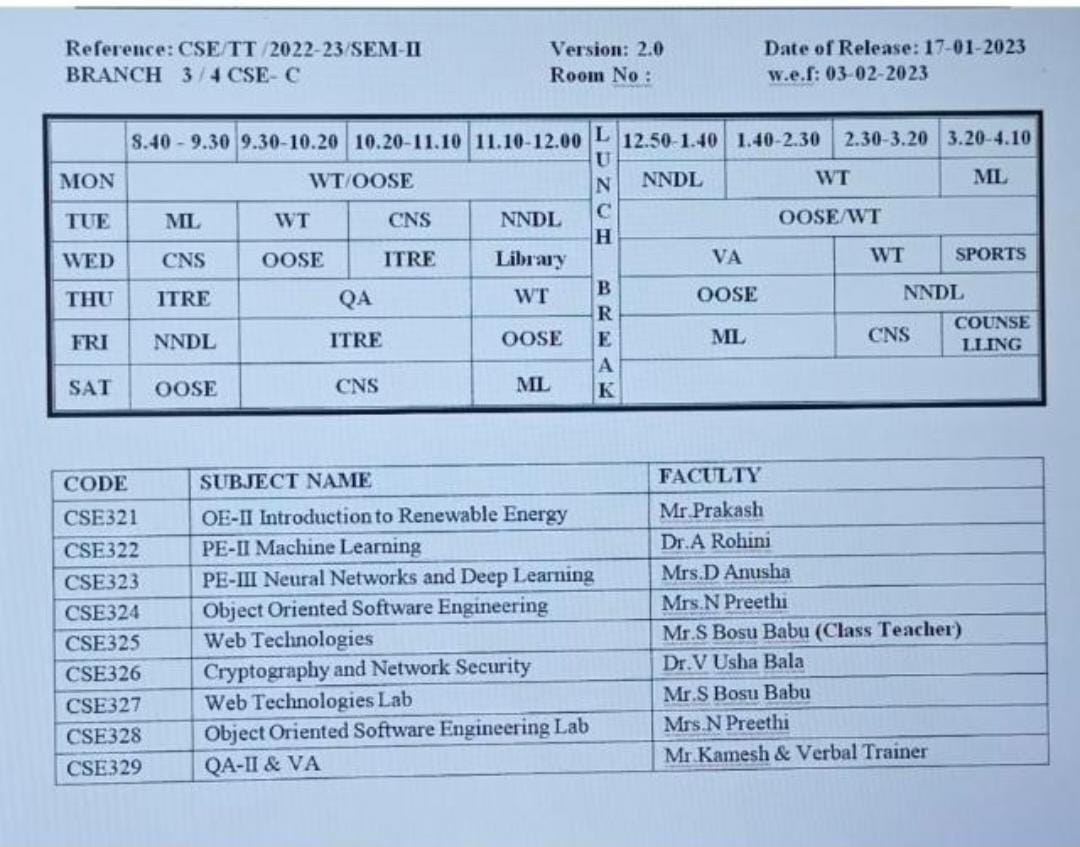 Reference: CSE/TT /2022-23/SEM-II Version: 2.0 Date of Release: 17-01-2023
BRANCH 3 / 4 CSE- C Room No : w.e.f: 03-02-2023
8.40 - 9.30 9.30-10.20 10.20-11.10 11.10-12.00 LUNCH BREAK 12.50-1.40 1.40-2.30 2.30-3.20 3.20-4.10
MON WT/OOSE NNDL WT ML
TUE ML WT CNS NNDL OOSE/WT
WED CNS OOSE ITRE Library VA WT SPORTS
THU ITRE QA WT OOSE NNDL
FRI NNDL ITRE OOSE ML CNS COUNSE
LLING
SAT OOSE CNS ML
CODE SUBJECT NAME FACULTY
CSE321 OE-II Introduction to Renewable Energy Mr.Prakash
CSE322 PE-II Machine Learning Dr.A Rohini
CSE323 PE-III Neural Networks and Deep Learning Mrs.D Anusha
CSE324 Object Oriented Software Engineering Mrs.N Preethi
CSE325 Web Technologies Mr.S Bosu Babu (Class Teacher)
CSE326 Cryptography and Network Security Dr.V Usha Bala
CSE327 Web Technologies Lab Mr.S Bosu Babu
CSE328 Object Oriented Software Engineering Lab Mrs.N Preethi
CSE329 QA-II & VA Mr.Kamesh & Verbal Trainer